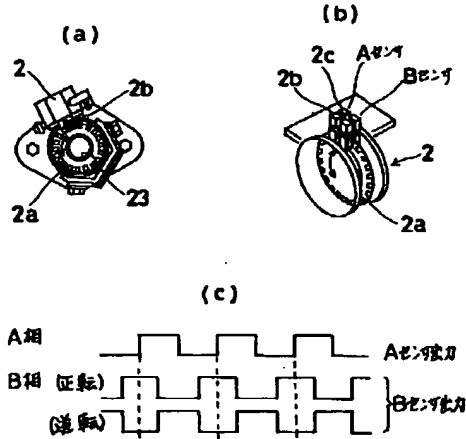 (a)
2
2b
2a
23
(b)
2c
Aセンサ
2b
Bセンサ
2
2a
(c)
A相
Aセンサ出力
B相 (正転)
(逆転)
Bセンサ出力